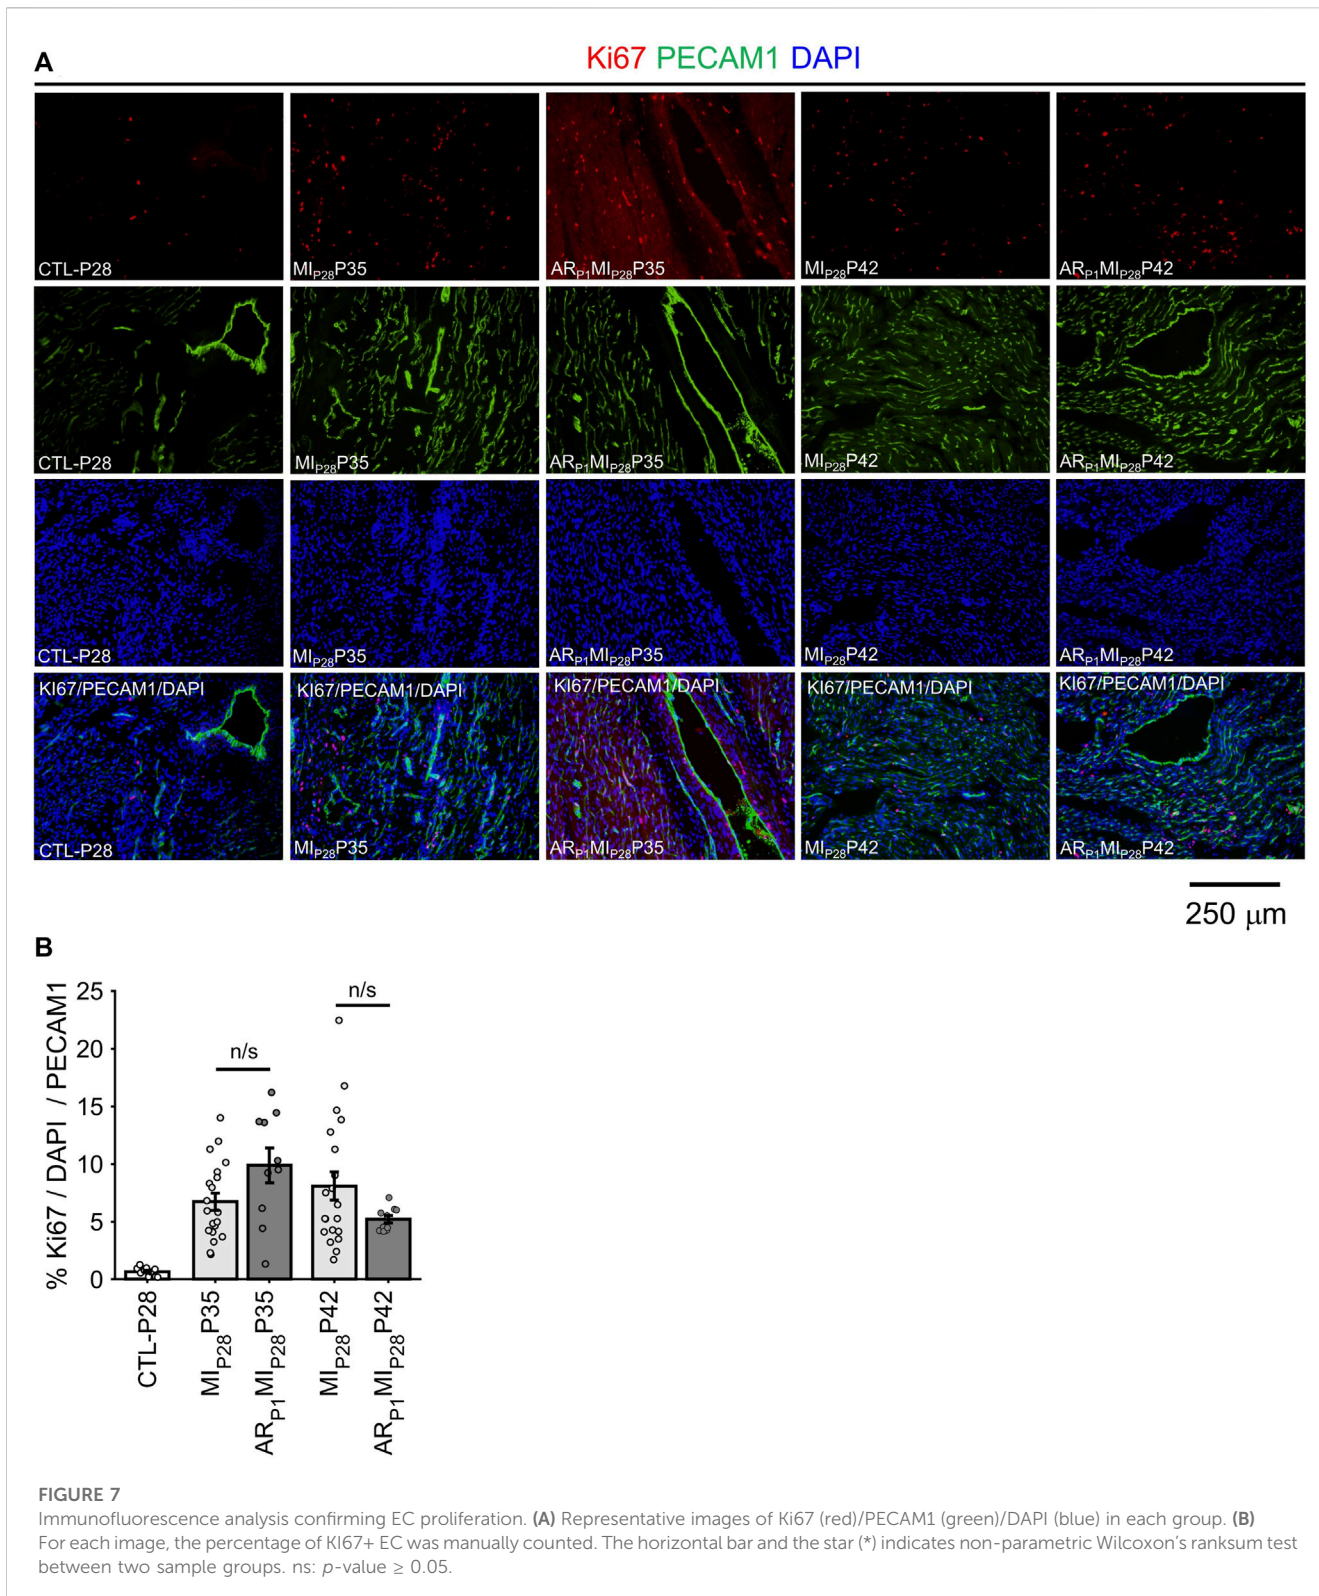 A
Ki67 PECAM1 DAPI
CTL-P28 MIP28P35 ARP1MIP28P35 MIP28P42 ARP1MIP28P42
CTL-P28 MIP28P35 ARP1MIP28P35 MIP28P42 ARP1MIP28P42
CTL-P28 MIP28P35 ARP1MIP28P35 MIP28P42 ARP1MIP28P42
KI67/PECAM1/DAPI KI67/PECAM1/DAPI KI67/PECAM1/DAPI KI67/PECAM1/DAPI KI67/PECAM1/DAPI
CTL-P28 MIP28P35 ARP1MIP28P35 MIP28P42 ARP1MIP28P42
250 μm
B
% Ki67 / DAPI / PECAM1
25
20
15
10
5
0
n/s
n/s
CTL-P28
MIP28P35
ARP1MIP28P35
MIP28P42
ARP1MIP28P42
FIGURE 7
Immunofluorescence analysis confirming EC proliferation. (A) Representative images of Ki67 (red)/PECAM1 (green)/DAPI (blue) in each group. (B)
For each image, the percentage of KI67+ EC was manually counted. The horizontal bar and the star (*) indicates non-parametric Wilcoxon's ranksum test
between two sample groups. ns: p-value ≥ 0.05.